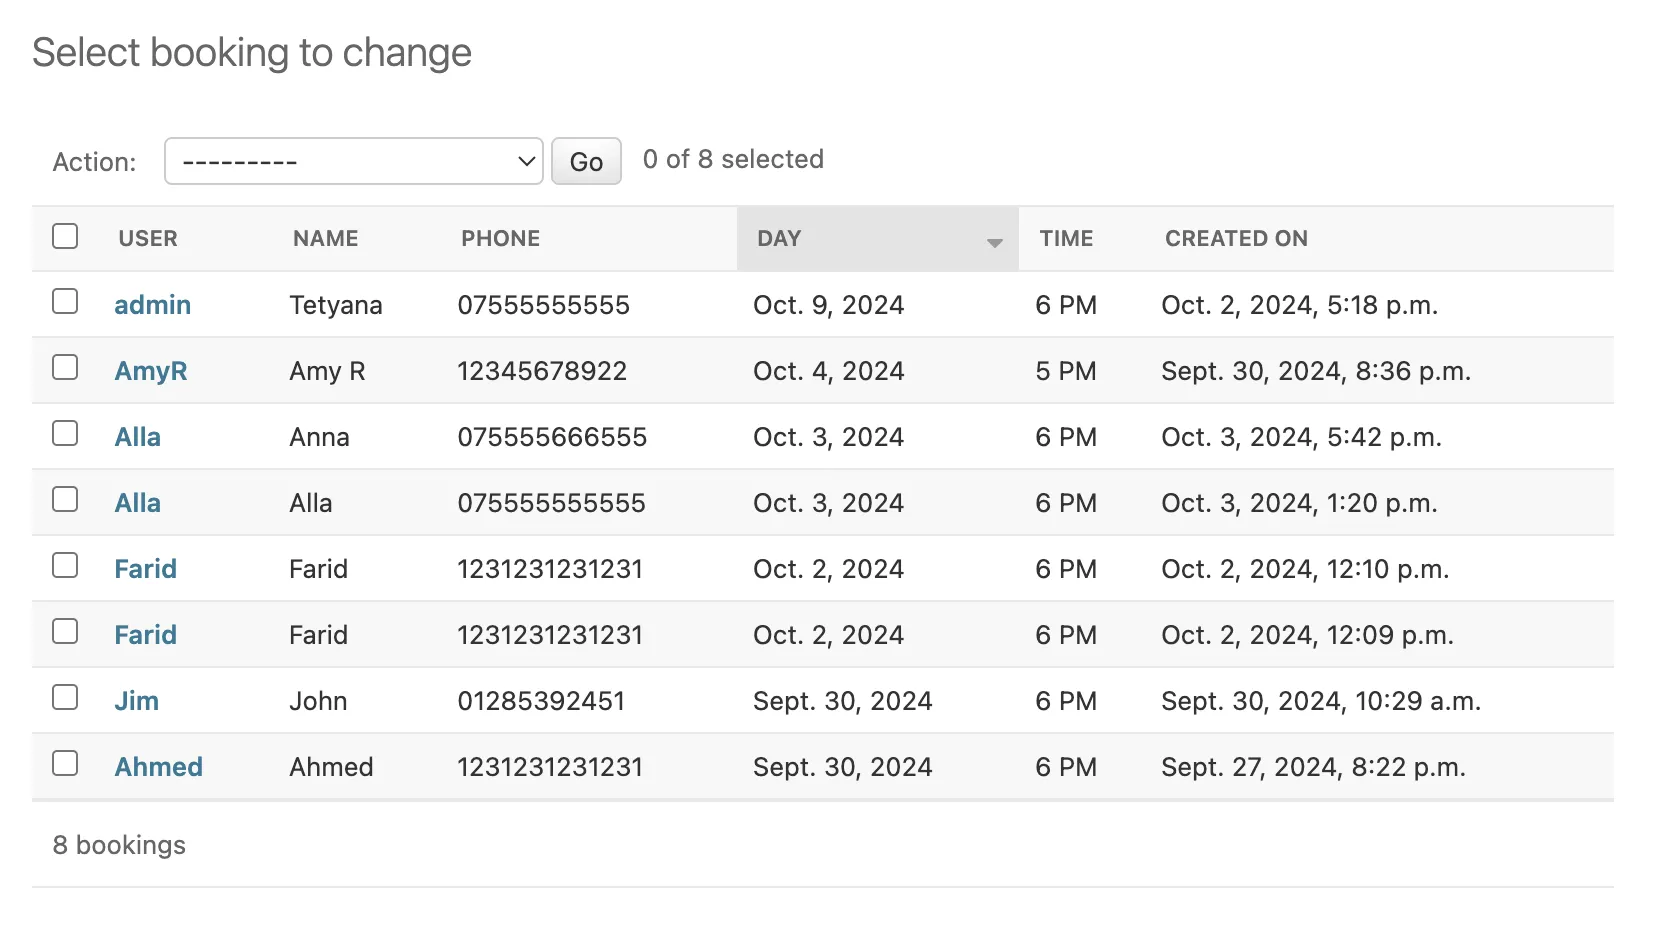 Select booking to change
Action: --------- Go 0 of 8 selected
USER NAME PHONE DAY TIME CREATED ON
admin Tetyana 07555555555 Oct. 9, 2024 6 PM Oct. 2, 2024, 5:18 p.m.
AmyR Amy R 12345678922 Oct. 4, 2024 5 PM Sept. 30, 2024, 8:36 p.m.
Alla Anna 075555666555 Oct. 3, 2024 6 PM Oct. 3, 2024, 5:42 p.m.
Alla Alla 075555555555 Oct. 3, 2024 6 PM Oct. 3, 2024, 1:20 p.m.
Farid Farid 1231231231231 Oct. 2, 2024 6 PM Oct. 2, 2024, 12:10 p.m.
Farid Farid 1231231231231 Oct. 2, 2024 6 PM Oct. 2, 2024, 12:09 p.m.
Jim John 01285392451 Sept. 30, 2024 6 PM Sept. 30, 2024, 10:29 a.m.
Ahmed Ahmed 1231231231231 Sept. 30, 2024 6 PM Sept. 27, 2024, 8:22 p.m.
8 bookings